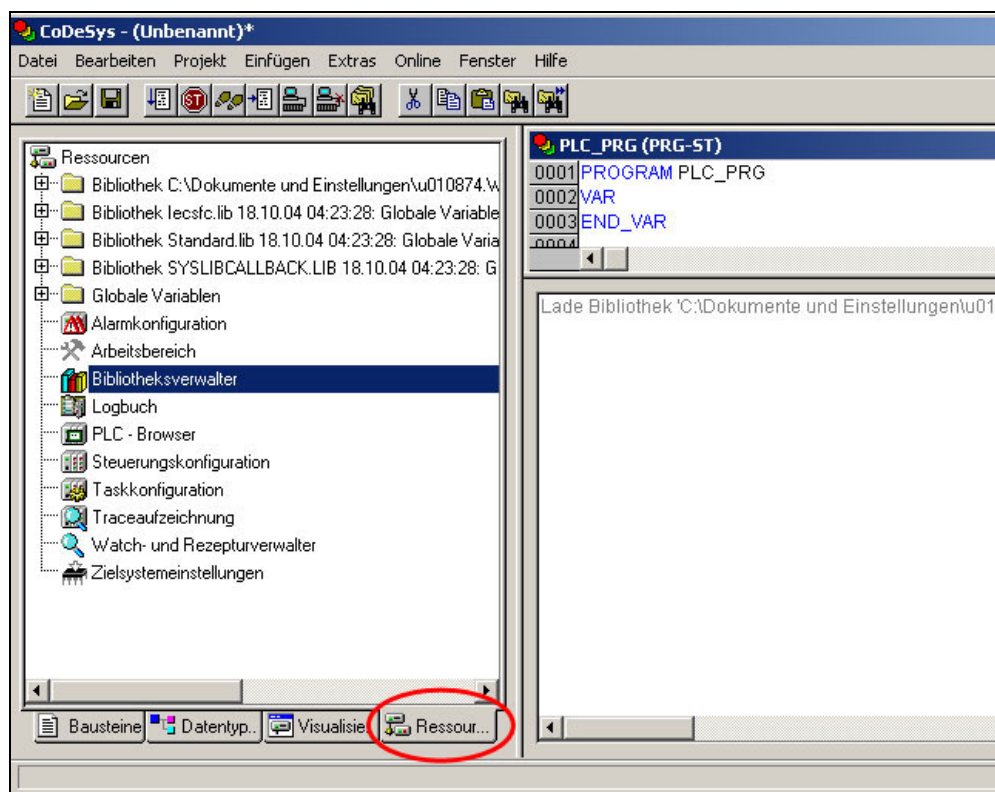 CoDeSys - (Unbenannt)*
Datei Bearbeiten Projekt Einfügen Extras Online Fenster Hilfe
ST
Ressourcen
Bibliothek C:\Dokumente und Einstellungen\u010874.W
Bibliothek Iecsfc.lib 18.10.04 04:23:28: Globale Variable
Bibliothek Standard.lib 18.10.04 04:23:28: Globale Varia
Bibliothek SYSLIBCALLBACK.LIB 18.10.04 04:23:28: G
Globale Variablen
Alarmkonfiguration
Arbeitsbereich
Bibliotheksverwalter
Logbuch
PLC - Browser
Steuerungskonfiguration
Taskkonfiguration
Traceaufzeichnung
Watch- und Rezepturverwalter
Zielsystemeinstellungen
Bausteine Datentyp.. Visualisie. Ressour...
PLC_PRG (PRG-ST)
0001 PROGRAM PLC_PRG
0002 VAR
0003 END_VAR
0004
Lade Bibliothek 'C:\Dokumente und Einstellungen\u01